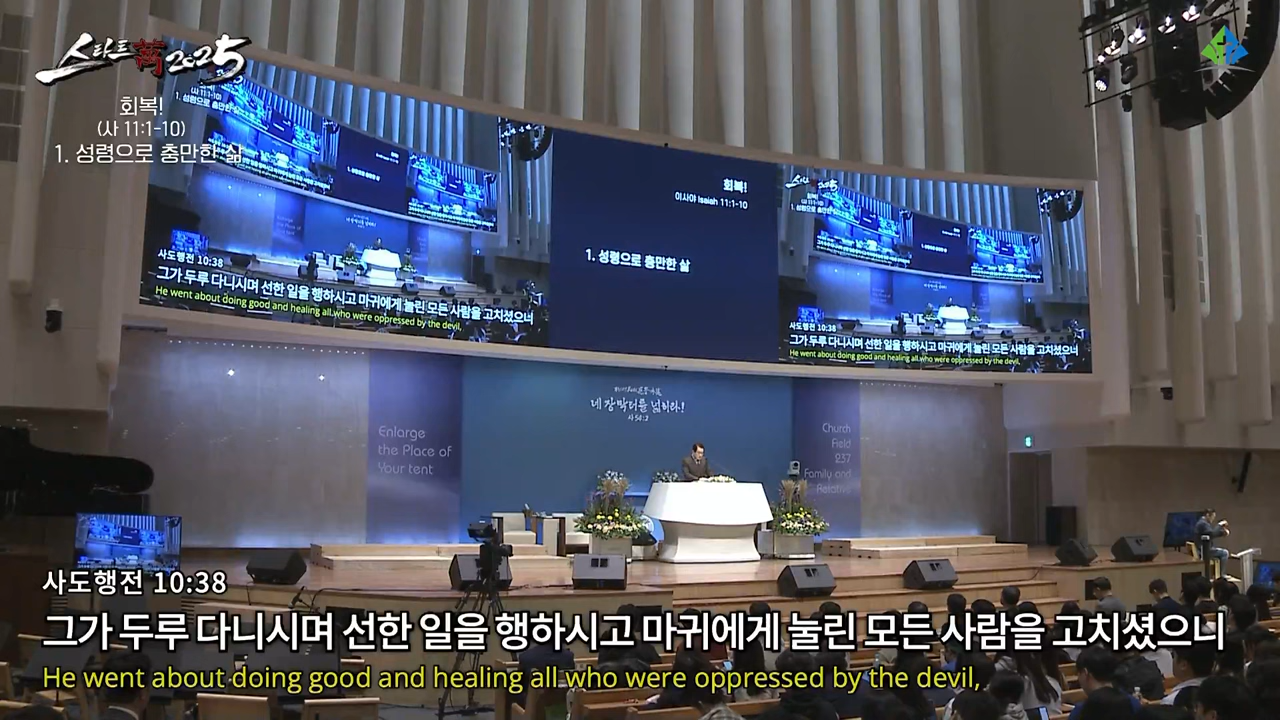 스타트 2025
회복!
(사 11:1-10)
1. 성령으로 충만한 삶
회복!
이사야 Isaiah 11:1-10
1. 성령으로 충만한 삶
사도행전 10:38
그가 두루 다니시며 선한 일을 행하시고 마귀에게 눌린 모든 사람을 고치셨으니
He went about doing good and healing all who were oppressed by the devil,
사도행전 10:38
그가 두루 다니시며 선한 일을 행하시고 마귀에게 눌린 모든 사람을 고치셨으니
He went about doing good and healing all who were oppressed by the devil,
네 장막터를 넓히라!
사 54:2
Enlarge
the Place of
Your tent
Church
Field
237
Family and
Relative
사도행전 10:38
그가 두루 다니시며 선한 일을 행하시고 마귀에게 눌린 모든 사람을 고치셨으니
He went about doing good and healing all who were oppressed by the devil,